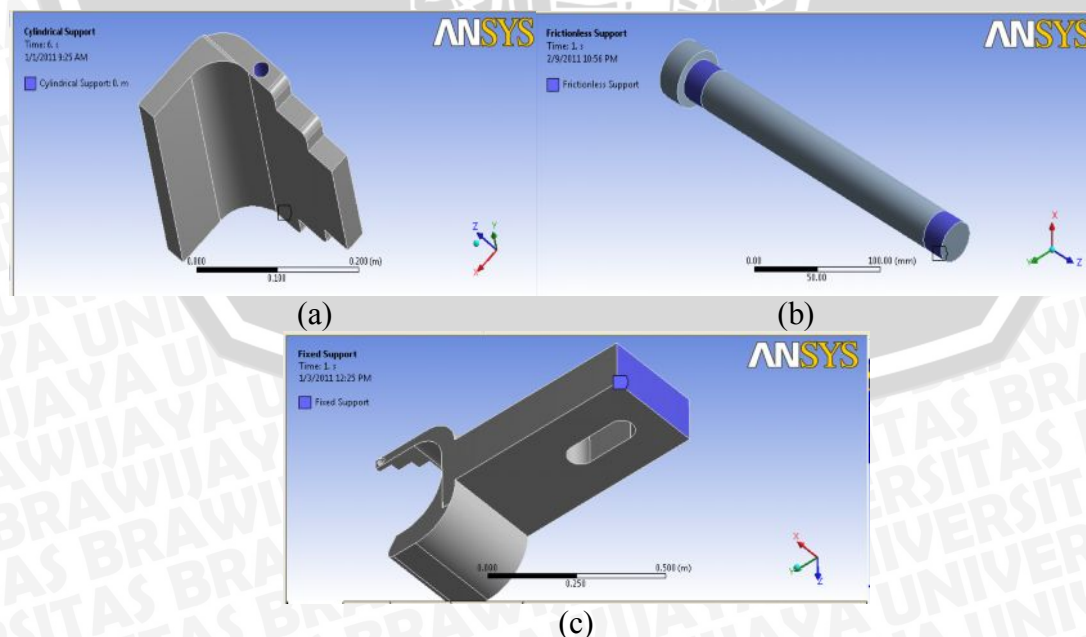 Cylindrical Support
Time: 6. s
1/1/2011 9:25 AM
Cylindrical Support: 0. m
ANSYS
0.000
0.200 (m)
0.100
Z
Y
X
(a)
Frictionless Support
Time: 1. s
2/9/2011 10:56 PM
Frictionless Support
ANSYS
0.00
100.00 (mm)
50.00
X
Y
Z
(b)
Fixed Support
Time: 1. s
1/3/2011 12:25 PM
Fixed Support
ANSYS
0.000
0.500 (m)
0.250
X
Y
Z
(c)